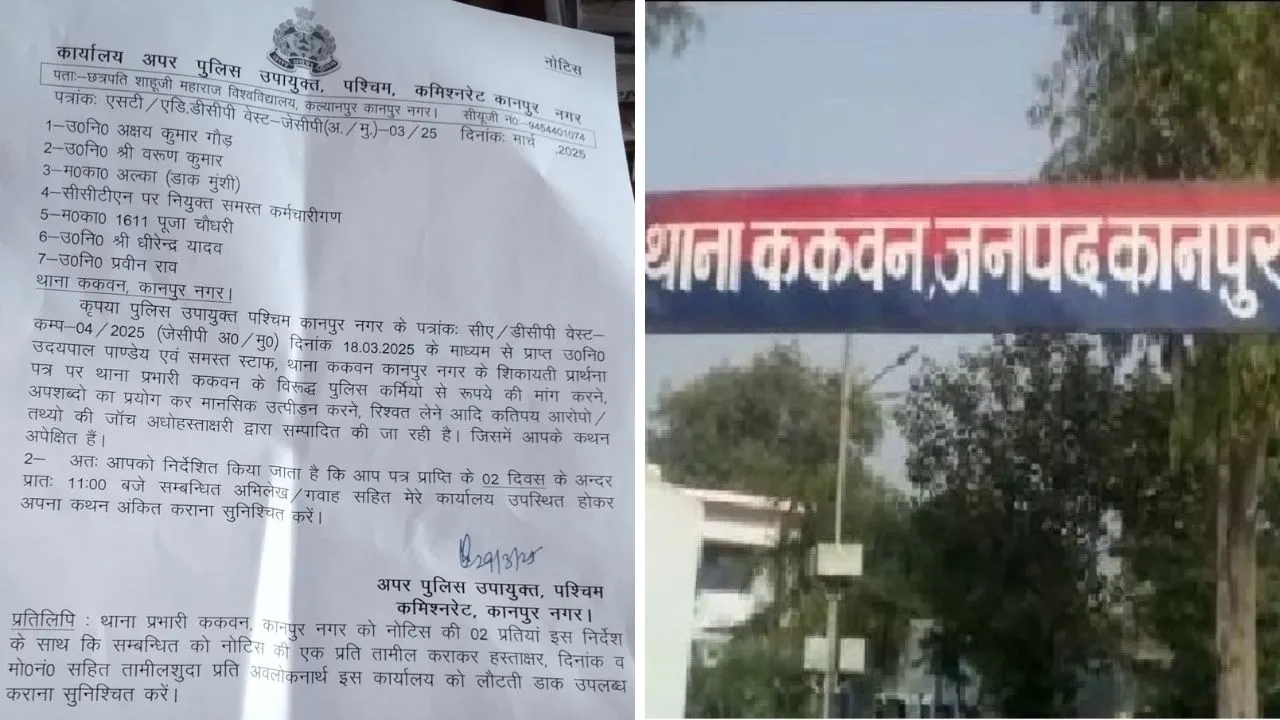 नोटिस
कार्यालय अपर पुलिस उपायुक्त, पश्चिम, कमिश्नरेट कानपुर नगर
पताः–छत्रपति शाहूजी महाराज विश्वविद्यालय, कल्यानपुर कानपुर नगर। सीयूजी नं0–9454401074
पत्रांकः एसटी/एडि.डीसीपी वेस्ट–जेसीपी(अ./मु.)–03/25 दिनांकः मार्च .2025
1–उ0नि0 अक्षय कुमार गौड़
2–उ0नि0 श्री वरूण कुमार
3–म0का0 अल्का (डाक मुंशी)
4–सीसीटीएन पर नियुक्त समस्त कर्मचारीगण
5–म0का0 1611 पूजा चौधरी
6–उ0नि0 श्री धीरेन्द्र यादव
7–उ0नि0 प्रवीन राव
थाना ककवन, कानपुर नगर।
कृपया पुलिस उपायुक्त पश्चिम कानपुर नगर के पत्रांकः सीए/डीसीपी वेस्ट–
कम्प–04/2025 (जेसीपी अ0/मु0) दिनांक 18.03.2025 के माध्यम से प्राप्त उ0नि0
उदयपाल पाण्डेय एवं समस्त स्टाफ, थाना ककवन कानपुर नगर के शिकायती प्रार्थना
पत्र पर थाना प्रभारी ककवन के विरूद्ध पुलिस कर्मियो से रूपये की मांग करने,
अपशब्दो का प्रयोग कर मानसिक उत्पीड़न करने, रिश्वत लेने आदि कतिपय आरोपो/
तथ्यो की जॉच अधोहस्ताक्षरी द्वारा सम्पादित की जा रही है। जिसमें आपके कथन
अपेक्षित हैं।
2– अतः आपको निर्देशित किया जाता है कि आप पत्र प्राप्ति के 02 दिवस के अन्दर
प्रातः 11:00 बजे सम्बन्धित अभिलेख/गवाह सहित मेरे कार्यालय उपस्थित होकर
अपना कथन अंकित कराना सुनिश्चित करें।
29/3/25
अपर पुलिस उपायुक्त, पश्चिम
कमिश्नरेट, कानपुर नगर।
प्रतिलिपि : थाना प्रभारी ककवन, कानपुर नगर को नोटिस की 02 प्रतियां इस निर्देश
के साथ कि सम्बन्धित को नोटिस की एक प्रति तामील कराकर हस्ताक्षर, दिनांक व
मो0नं0 सहित तामीलशुदा प्रति अवलोकनार्थ इस कार्यालय को लौटती डाक उपलब्ध
कराना सुनिश्चित करें।
थाना ककवन,जनपद कानपुर